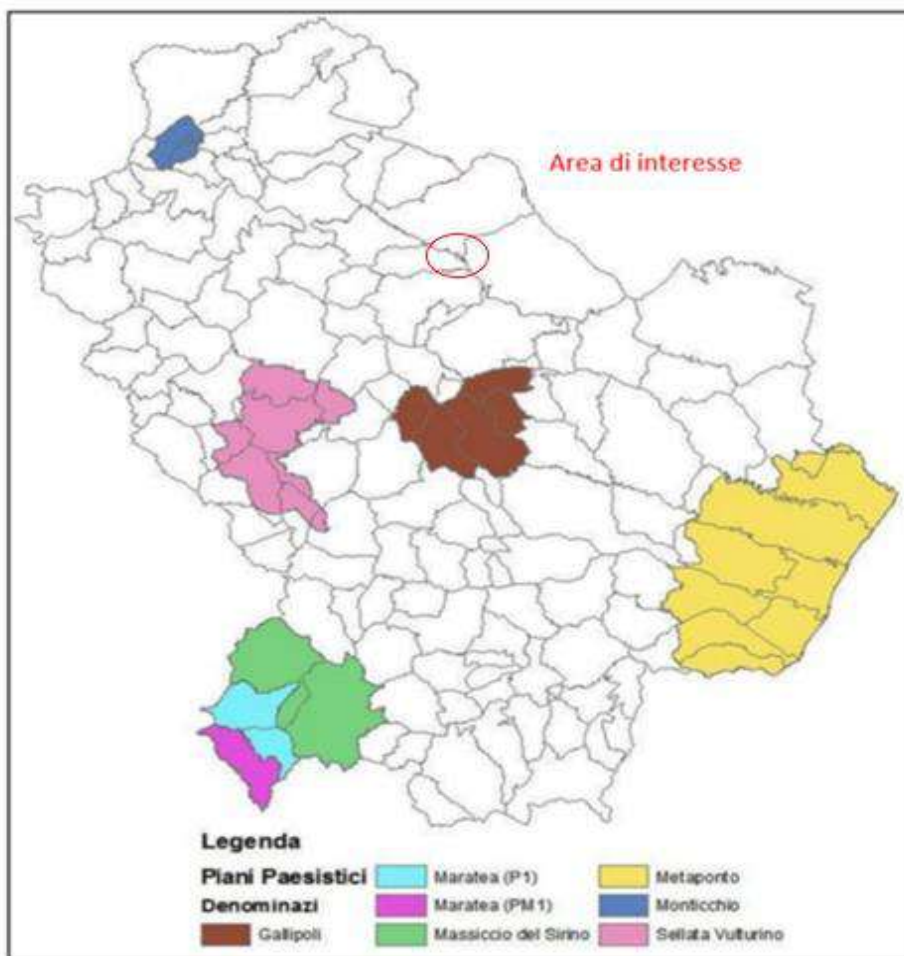 Area di interesse
Legenda
Piani Paesistici
Denominazi
Gallipoli
Maratea (P1)
Maratea (PM1)
Massiccio del Sirino
Metaponto
Monticchio
Sellata Vulturino